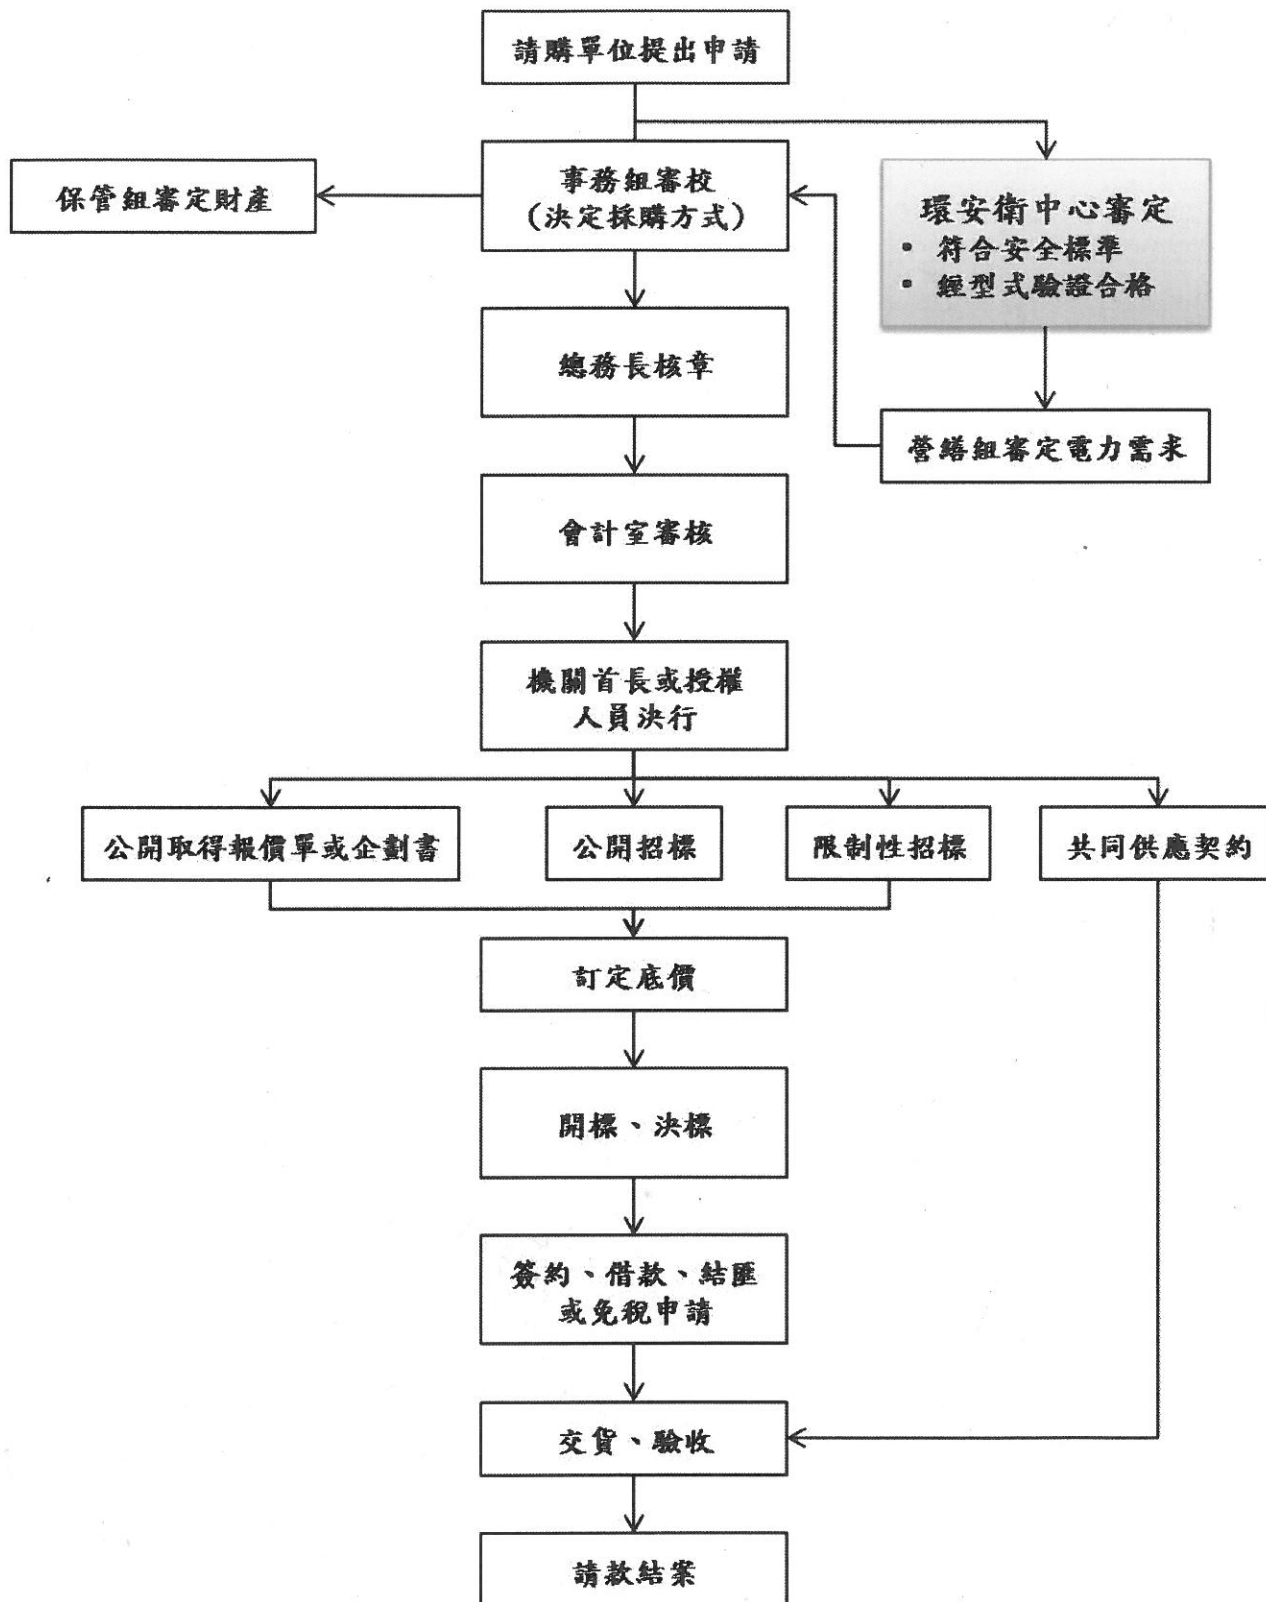 請購單位提出申請
事務組審校
(決定採購方式)
保管組審定財產
環安衛中心審定
• 符合安全標準
• 經型式驗證合格
營繕組審定電力需求
總務長核章
會計室審核
機關首長或授權
人員決行
公開取得報價單或企劃書
公開招標
限制性招標
共同供應契約
訂定底價
開標、決標
簽約、借款、結匯
或免稅申請
交貨、驗收
請款結案